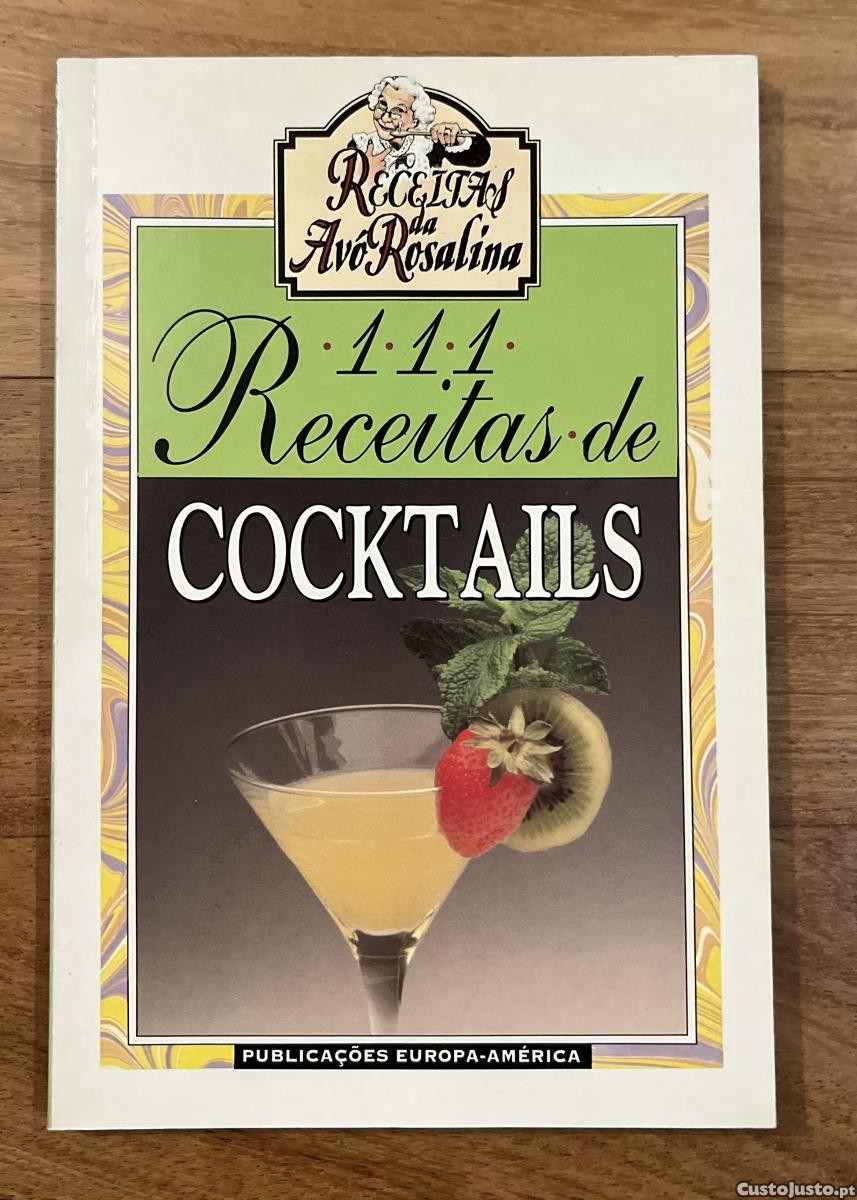 RECEITAS
da
Avó Rosalina
·1·1·1·
Receitas·de
COCKTAILS
PUBLICAÇÕES EUROPA-AMÉRICA
CustoJusto.pt